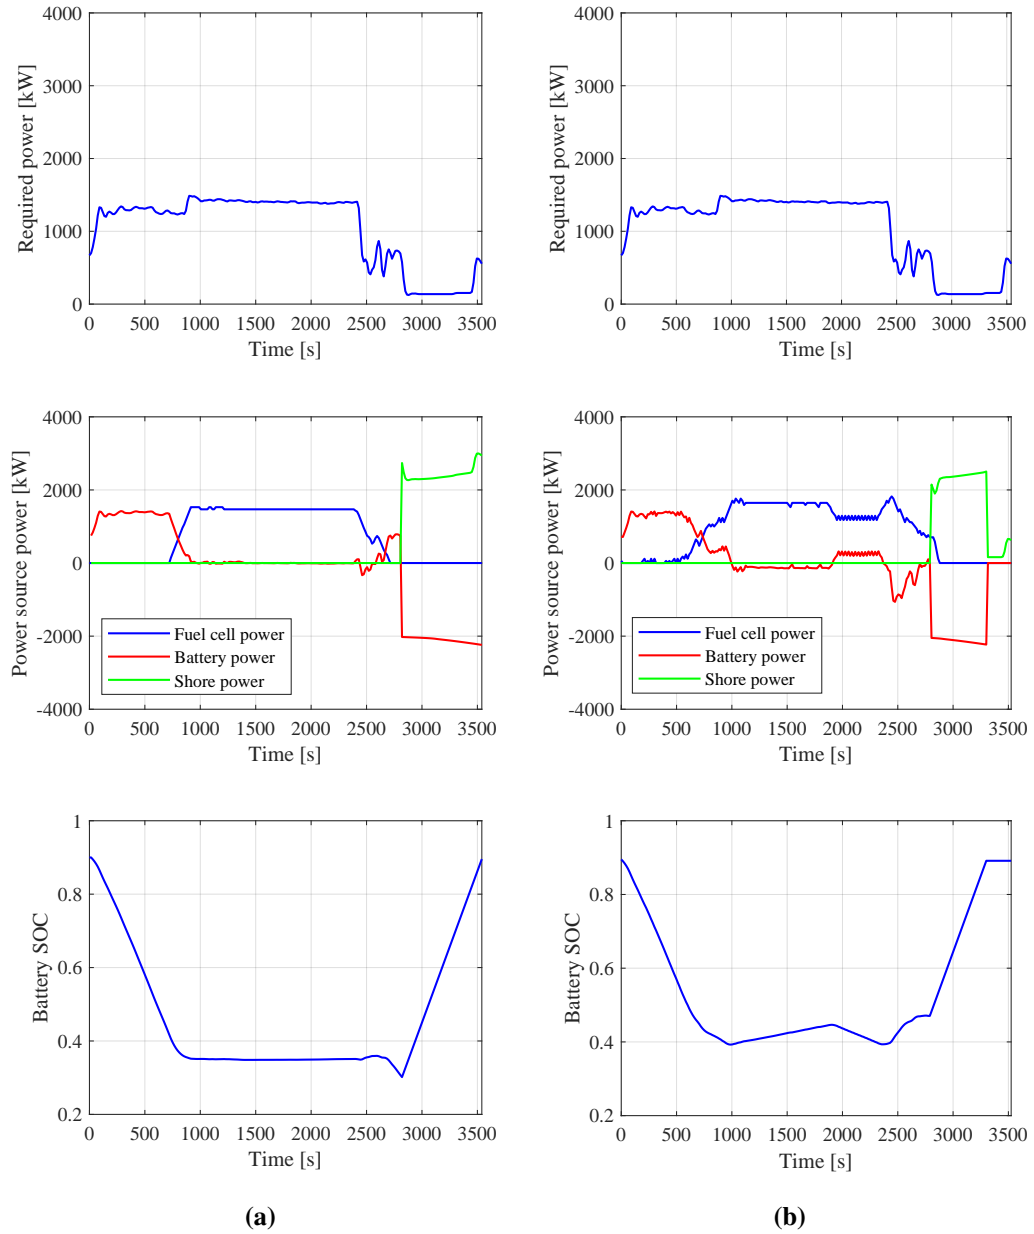 4000
3000
2000
1000
0
0 500 1000 1500 2000 2500 3000 3500
Time [s]
Required power [kW]
4000
3000
2000
1000
0
0 500 1000 1500 2000 2500 3000 3500
Time [s]
Required power [kW]
4000
2000
0
-2000
-4000
0 500 1000 1500 2000 2500 3000 3500
Time [s]
Power source power [kW]
Fuel cell power
Battery power
Shore power
4000
2000
0
-2000
-4000
0 500 1000 1500 2000 2500 3000 3500
Time [s]
Power source power [kW]
Fuel cell power
Battery power
Shore power
1
0.8
0.6
0.4
0.2
0 500 1000 1500 2000 2500 3000 3500
Time [s]
Battery SOC
1
0.8
0.6
0.4
0.2
0 500 1000 1500 2000 2500 3000 3500
Time [s]
Battery SOC
(a)
(b)